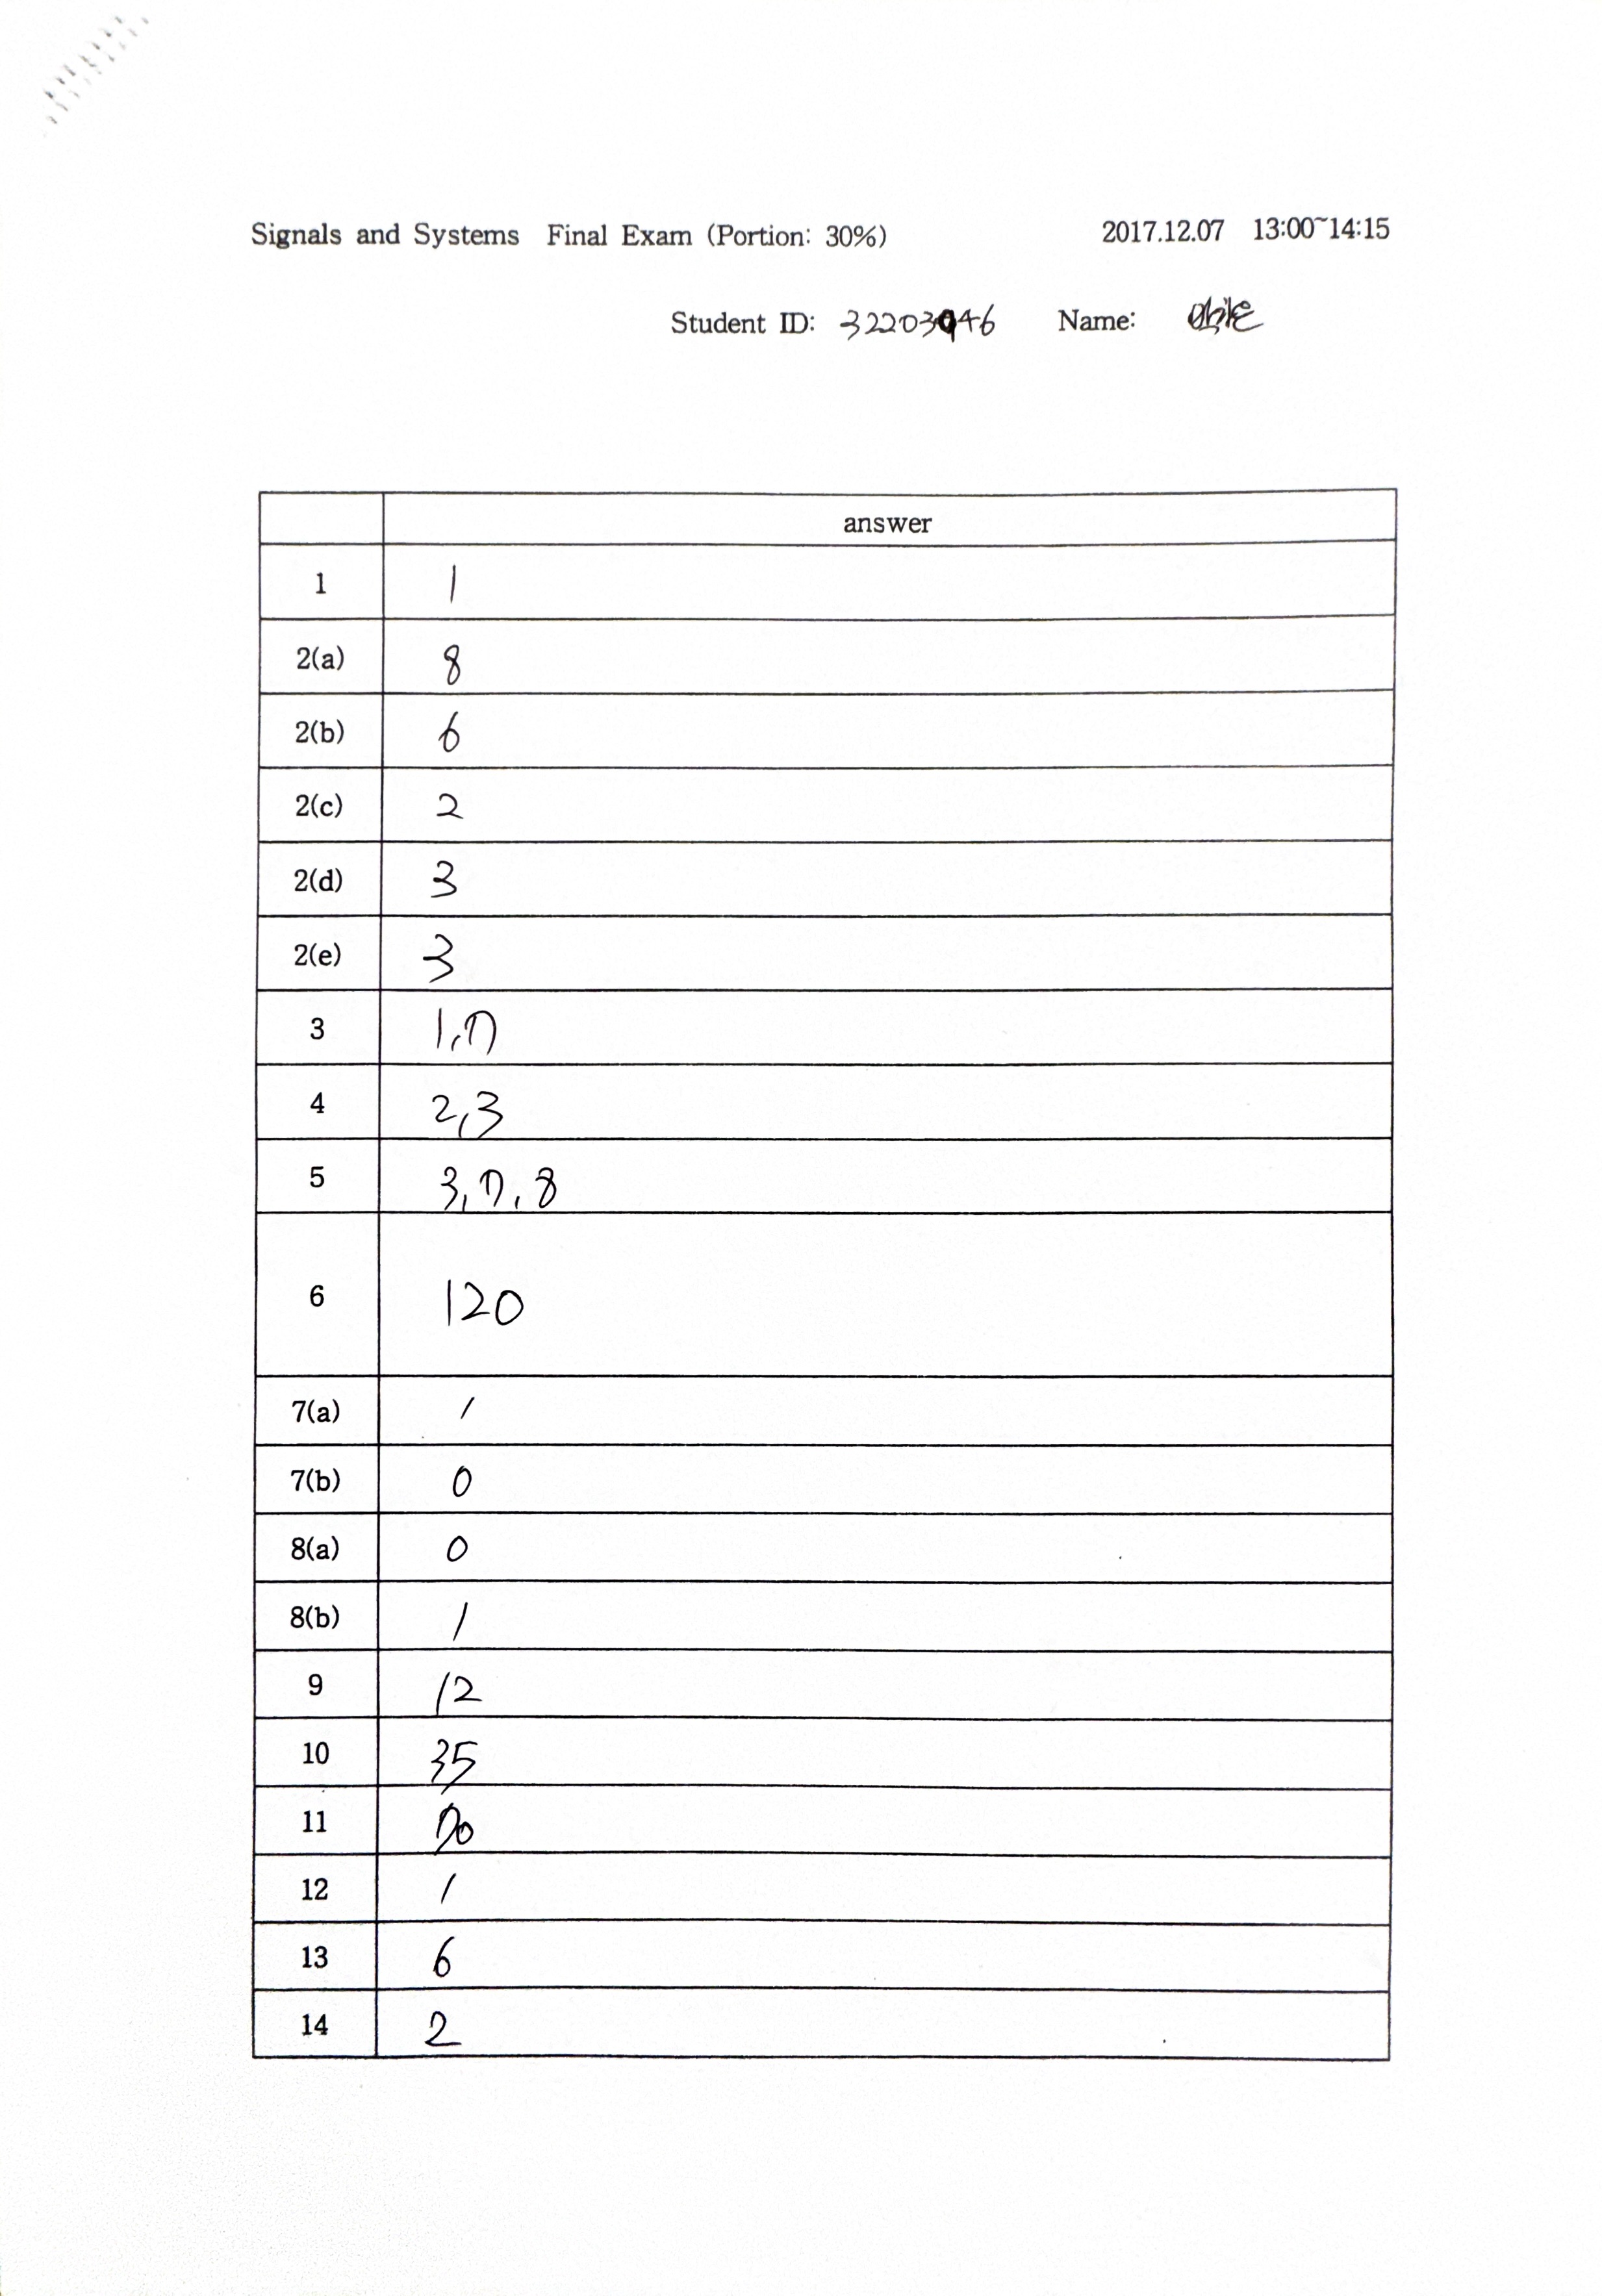 Signals and Systems Final Exam (Portion: 30%) 2017.12.07 13:00~14:15
Student ID: 32203946 Name:
answer
1 1
2(a) 8
2(b) 6
2(c) 2
2(d) 3
2(e) 3
3 1,7
4 2,3
5 3,7,8
6 120
7(a) 1
7(b) 0
8(a) 0
8(b) 1
9 12
10 35
11 70
12 1
13 6
14 2